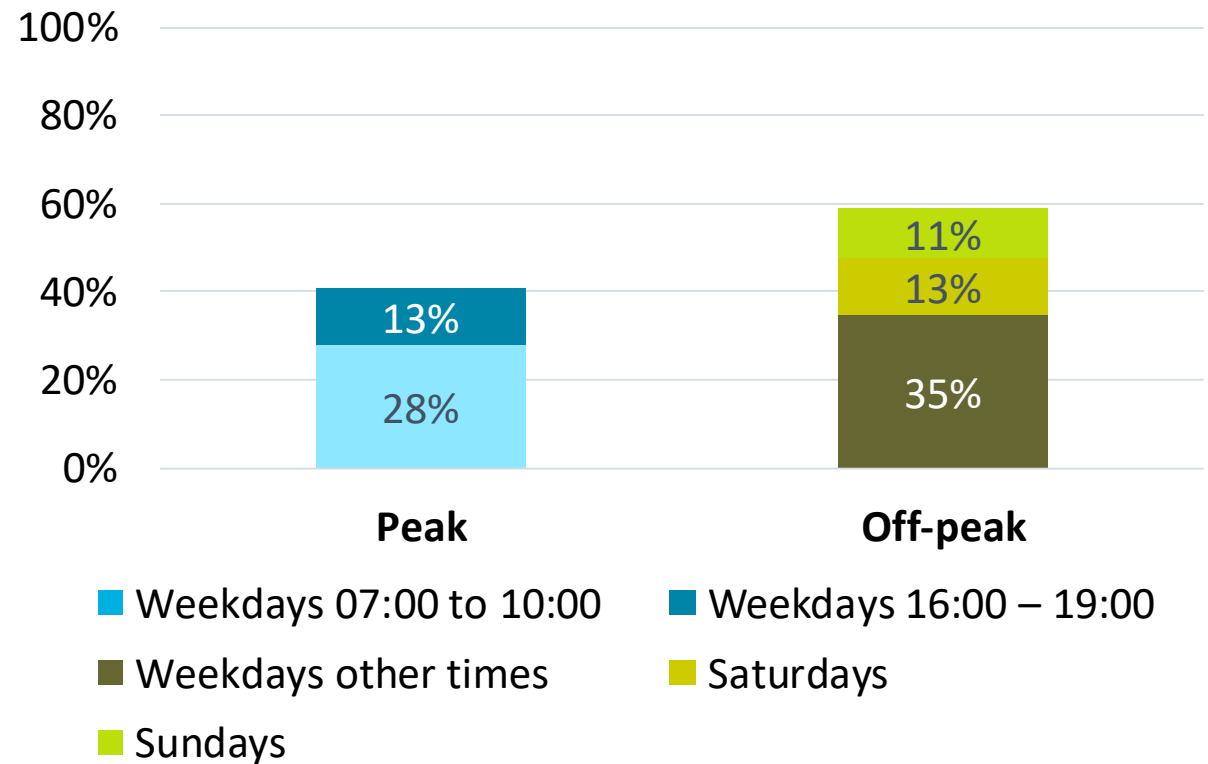 100%
80%
60%
40%
20%
0%
13%
28%
11%
13%
35%
Peak
Off-peak
Weekdays 07:00 to 10:00
Weekdays 16:00 – 19:00
Weekdays other times
Saturdays
Sundays